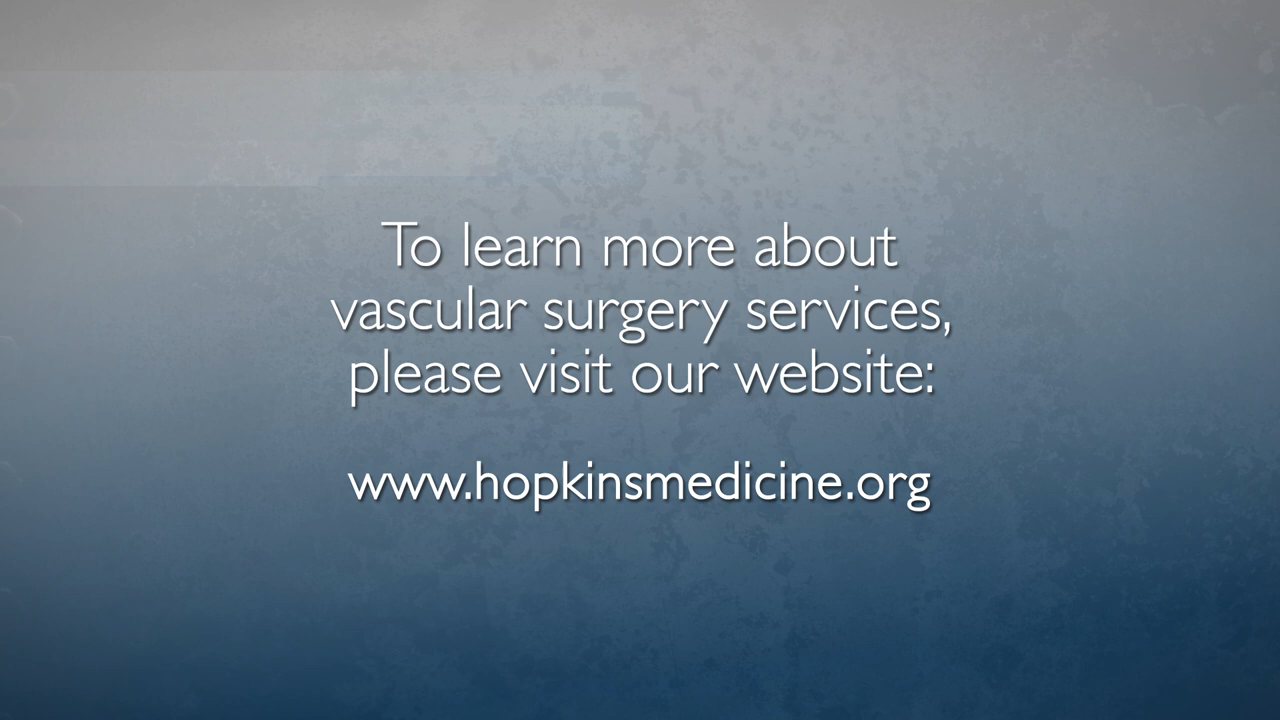 To learn more about
vascular surgery services,
please visit our website:
www.hopkinsmedicine.org